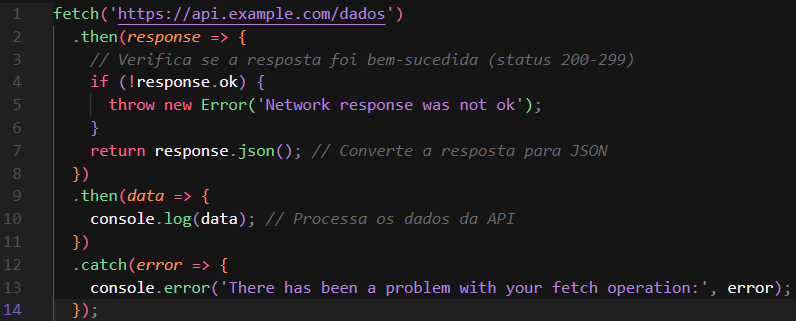 1 fetch('https://api.example.com/dados')
2   .then(response => {
3     // Verifica se a resposta foi bem-sucedida (status 200-299)
4     if (!response.ok) {
5       throw new Error('Network response was not ok');
6     }
7     return response.json(); // Converte a resposta para JSON
8   })
9   .then(data => {
10     console.log(data); // Processa os dados da API
11   })
12   .catch(error => {
13     console.error('There has been a problem with your fetch operation:', error);
14   });